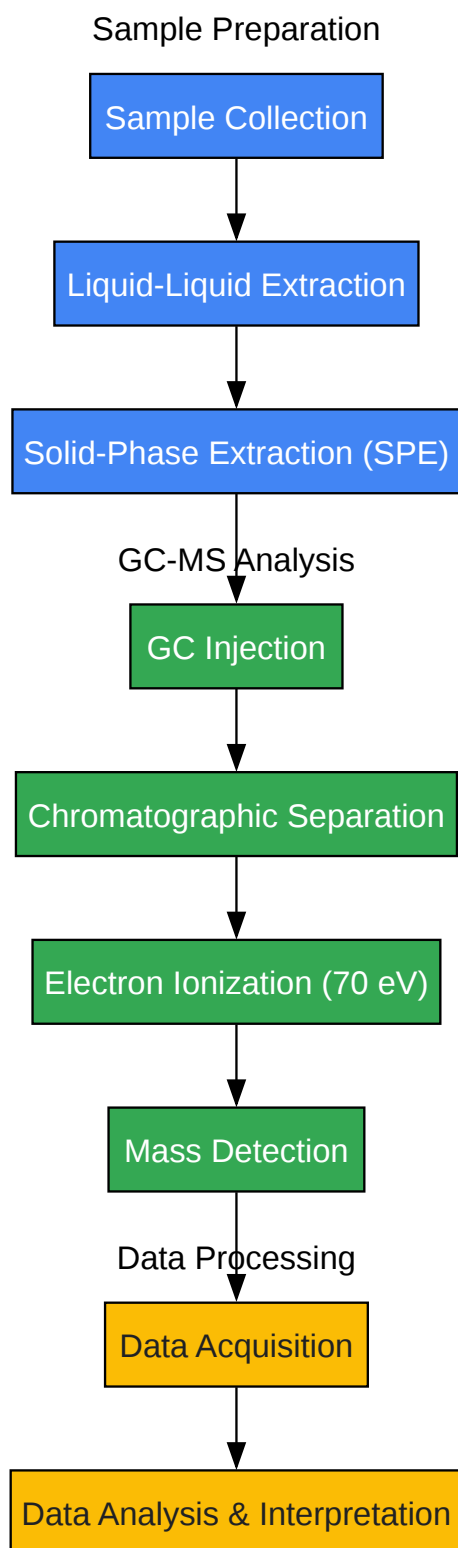 Sample Preparation
Sample Collection
Liquid-Liquid Extraction
Solid-Phase Extraction (SPE)
GC-MS Analysis
GC Injection
Chromatographic Separation
Electron Ionization (70 eV)
Mass Detection
Data Processing
Data Acquisition
Data Analysis & Interpretation